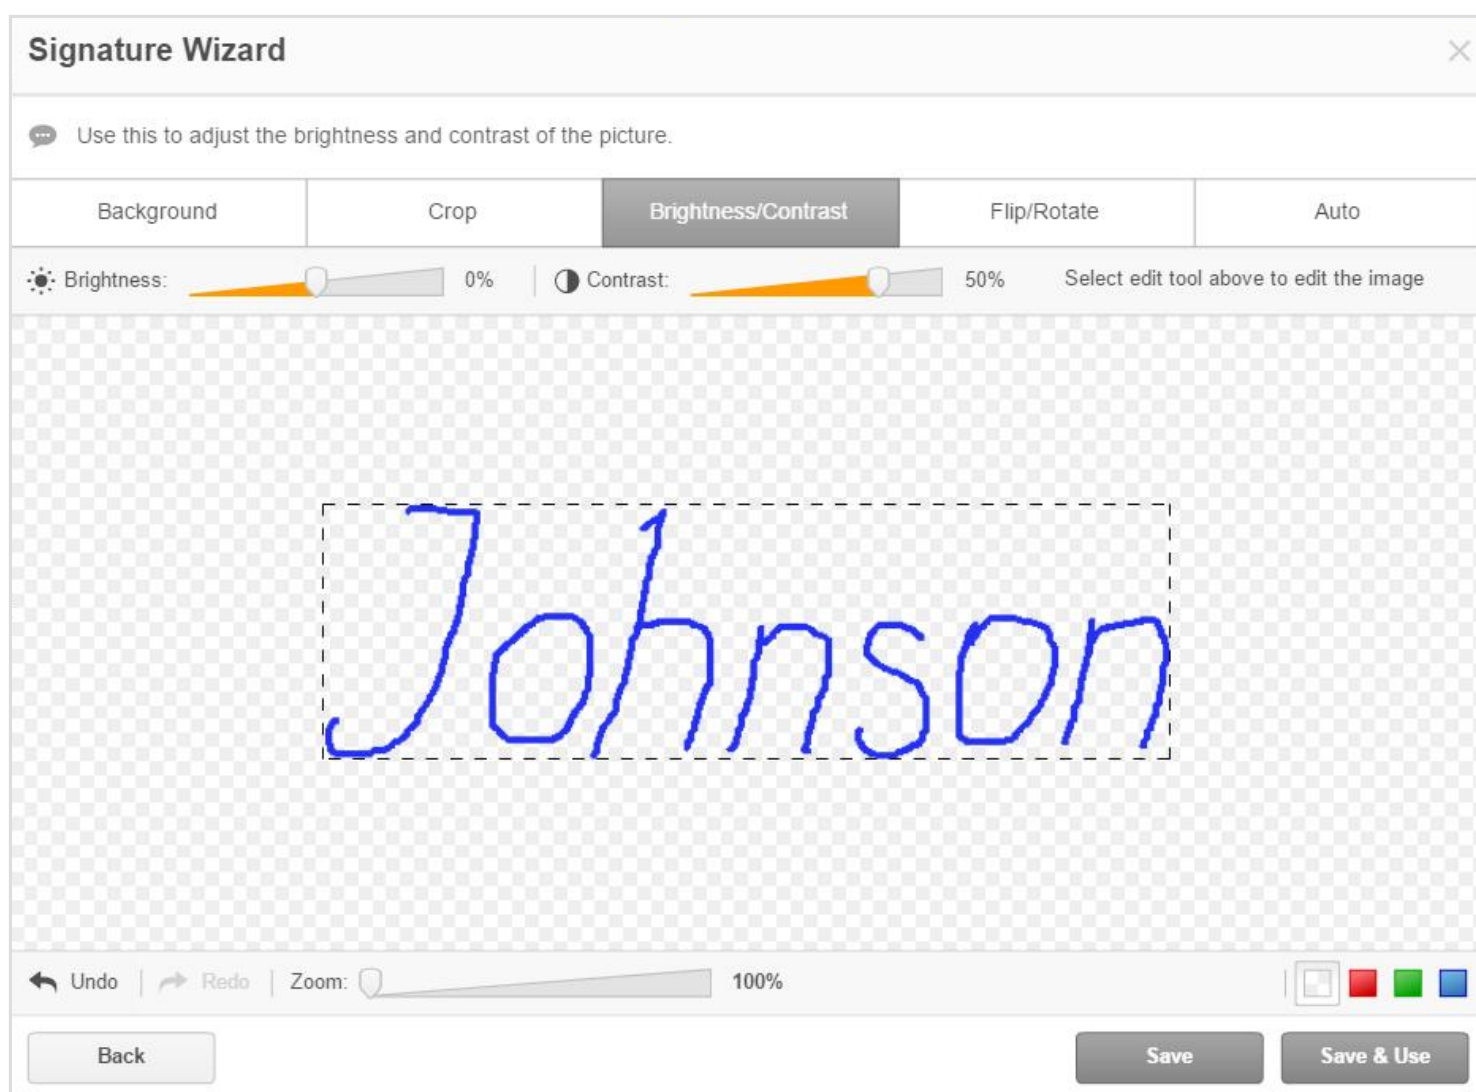 Signature Wizard
Use this to adjust the brightness and contrast of the picture.
Background Crop Brightness/Contrast Flip/Rotate Auto
Brightness: 0% Contrast: 50% Select edit tool above to edit the image
Johnson
Undo Redo Zoom: 100%
Back Save Save & Use